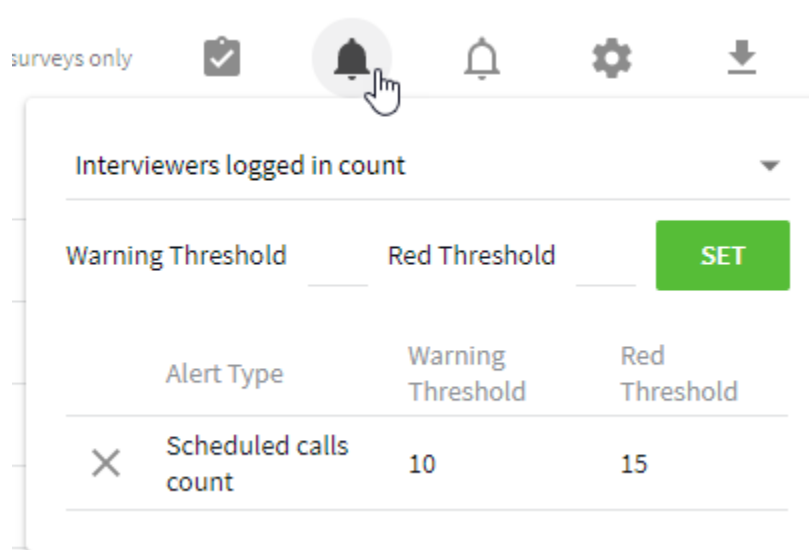 surveys only
Interviewers logged in count
Warning Threshold Red Threshold SET
Alert Type Warning Threshold Red Threshold
Scheduled calls count 10 15